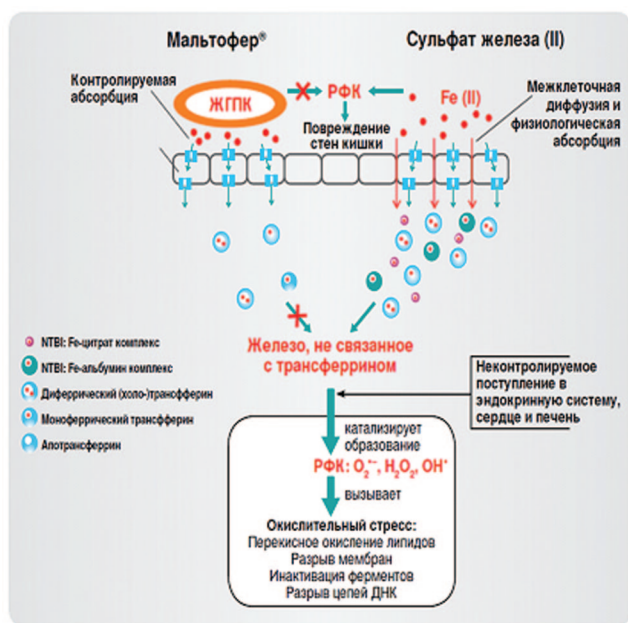 Мальтофер®
Сульфат железа (II)
Контролируемая
абсорбция
ЖГПК
РФК
Fe (II)
Повреждение
стен кишки
Межклеточная
диффузия и
физиологическая
абсорбция
NTBI: Fe-цитрат комплекс
NTBI: Fe-альбумин комплекс
Диферрический (холо-)трансфферин
Моноферрический трансфферин
Апотрансферрин
Железо, не связанное
с трансферрином
Неконтролируемое
поступление в
эндокринную систему,
сердце и печень
катализирует
образование
РФК: O₂•–, H₂O₂, OH•
вызывает
Окислительный стресс:
Перекисное окисление липидов
Разрыв мембран
Инактивация ферментов
Разрыв цепей ДНК